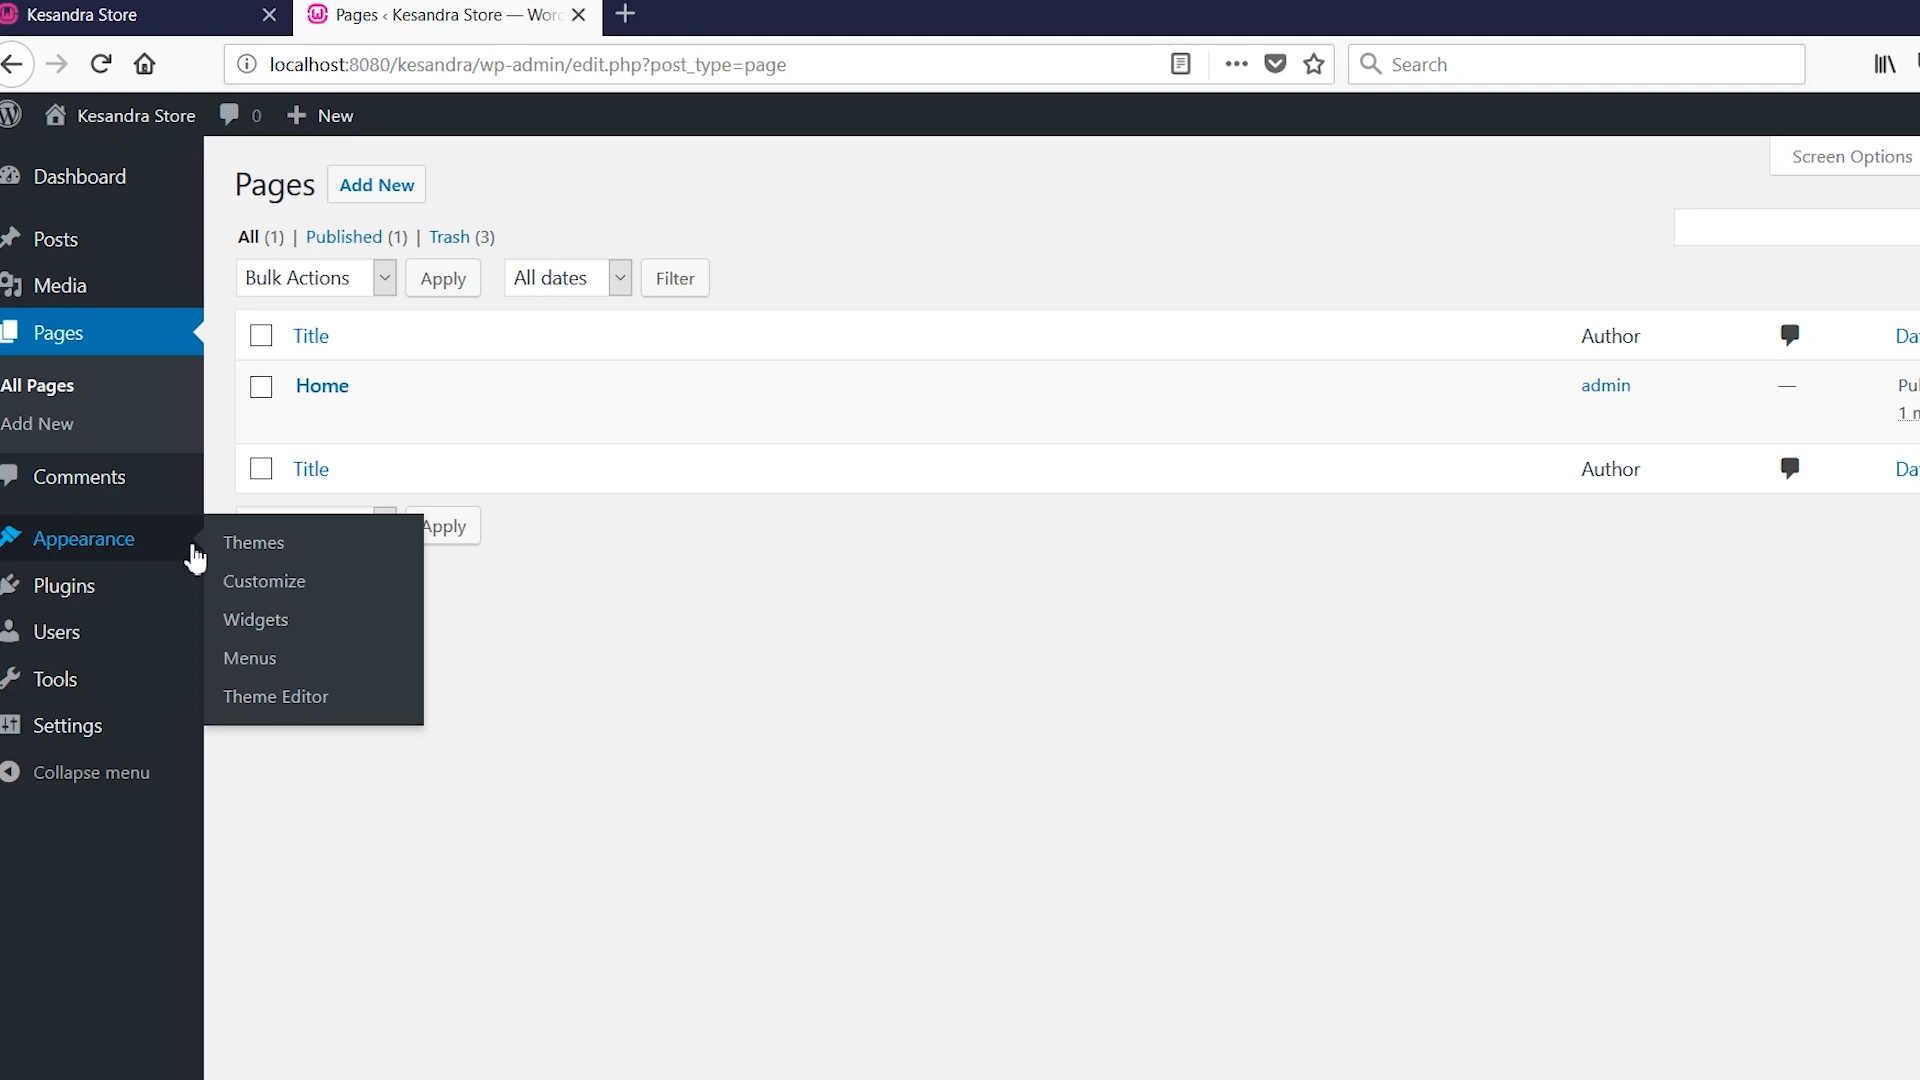 Kesandra Store
Pages ‹ Kesandra Store — Wor
localhost:8080/kesandra/wp-admin/edit.php?post_type=page
Search
Kesandra Store 0 New
Screen Options
Dashboard
Posts
Media
Pages
All Pages
Add New
Comments
Appearance
Plugins
Users
Tools
Settings
Collapse menu
Themes
Customize
Widgets
Menus
Theme Editor
Pages Add New
All (1) | Published (1) | Trash (3)
Bulk Actions Apply All dates Filter
Title Author
Home admin —
Title Author
Apply